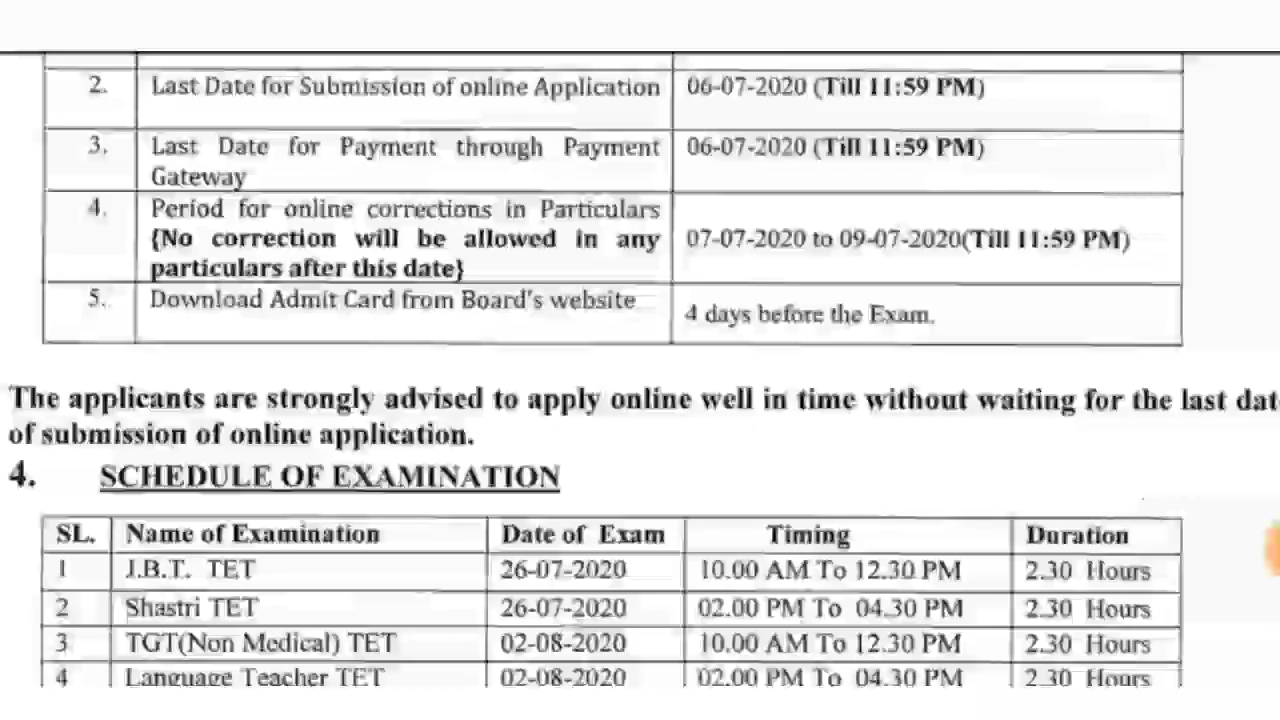 2. Last Date for Submission of online Application 06-07-2020 (Till 11:59 PM)
3. Last Date for Payment through Payment 06-07-2020 (Till 11:59 PM)
Gateway
4. Period for online corrections in Particulars
{No correction will be allowed in any 07-07-2020 to 09-07-2020(Till 11:59 PM)
particulars after this date}
5. Download Admit Card from Board's website
4 days before the Exam.
The applicants are strongly advised to apply online well in time without waiting for the last dat
of submission of online application.
4. SCHEDULE OF EXAMINATION
SL. Name of Examination Date of Exam Timing Duration
1 J.B.T. TET 26-07-2020 10.00 AM To 12.30 PM 2.30 Hours
2 Shastri TET 26-07-2020 02.00 PM To 04.30 PM 2.30 Hours
3 TGT(Non Medical) TET 02-08-2020 10.00 AM To 12.30 PM 2.30 Hours
4 Language Teacher TET 02-08-2020 02.00 PM To 04.30 PM 2.30 Hours